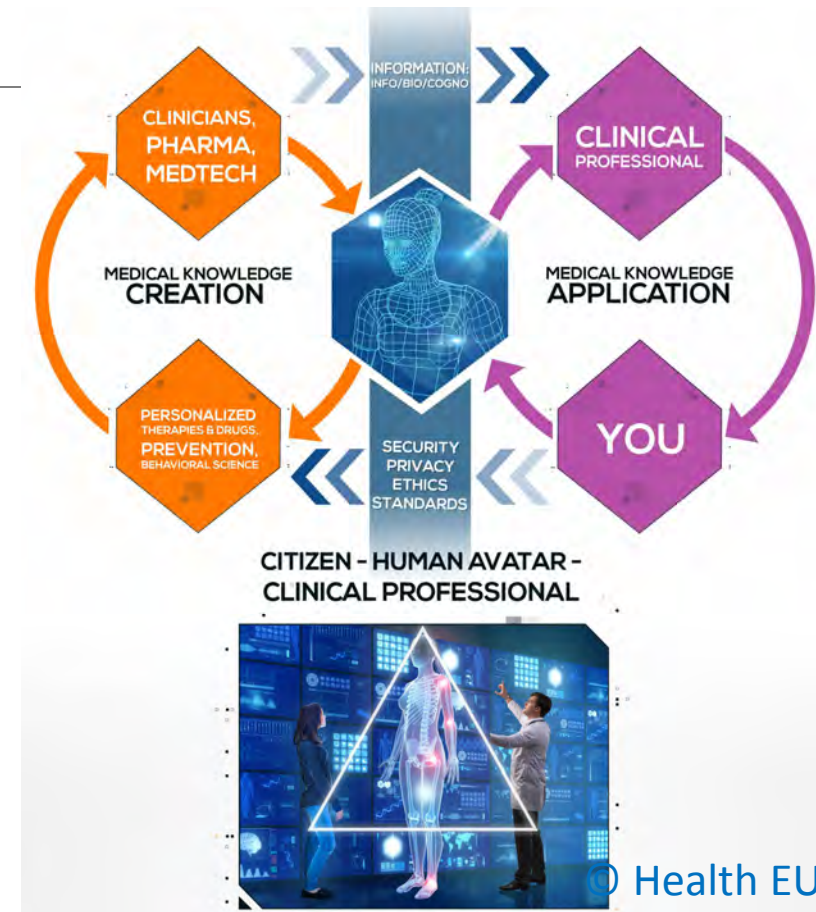 INFORMATION:
INFO/BIO/COGNO
CLINICIANS,
PHARMA,
MEDTECH
CLINICAL
PROFESSIONAL
MEDICAL KNOWLEDGE
CREATION
MEDICAL KNOWLEDGE
APPLICATION
PERSONALIZED
THERAPIES & DRUGS,
PREVENTION,
BEHAVIORAL SCIENCE
SECURITY
PRIVACY
ETHICS
STANDARDS
YOU
CITIZEN - HUMAN AVATAR -
CLINICAL PROFESSIONAL
© Health EU